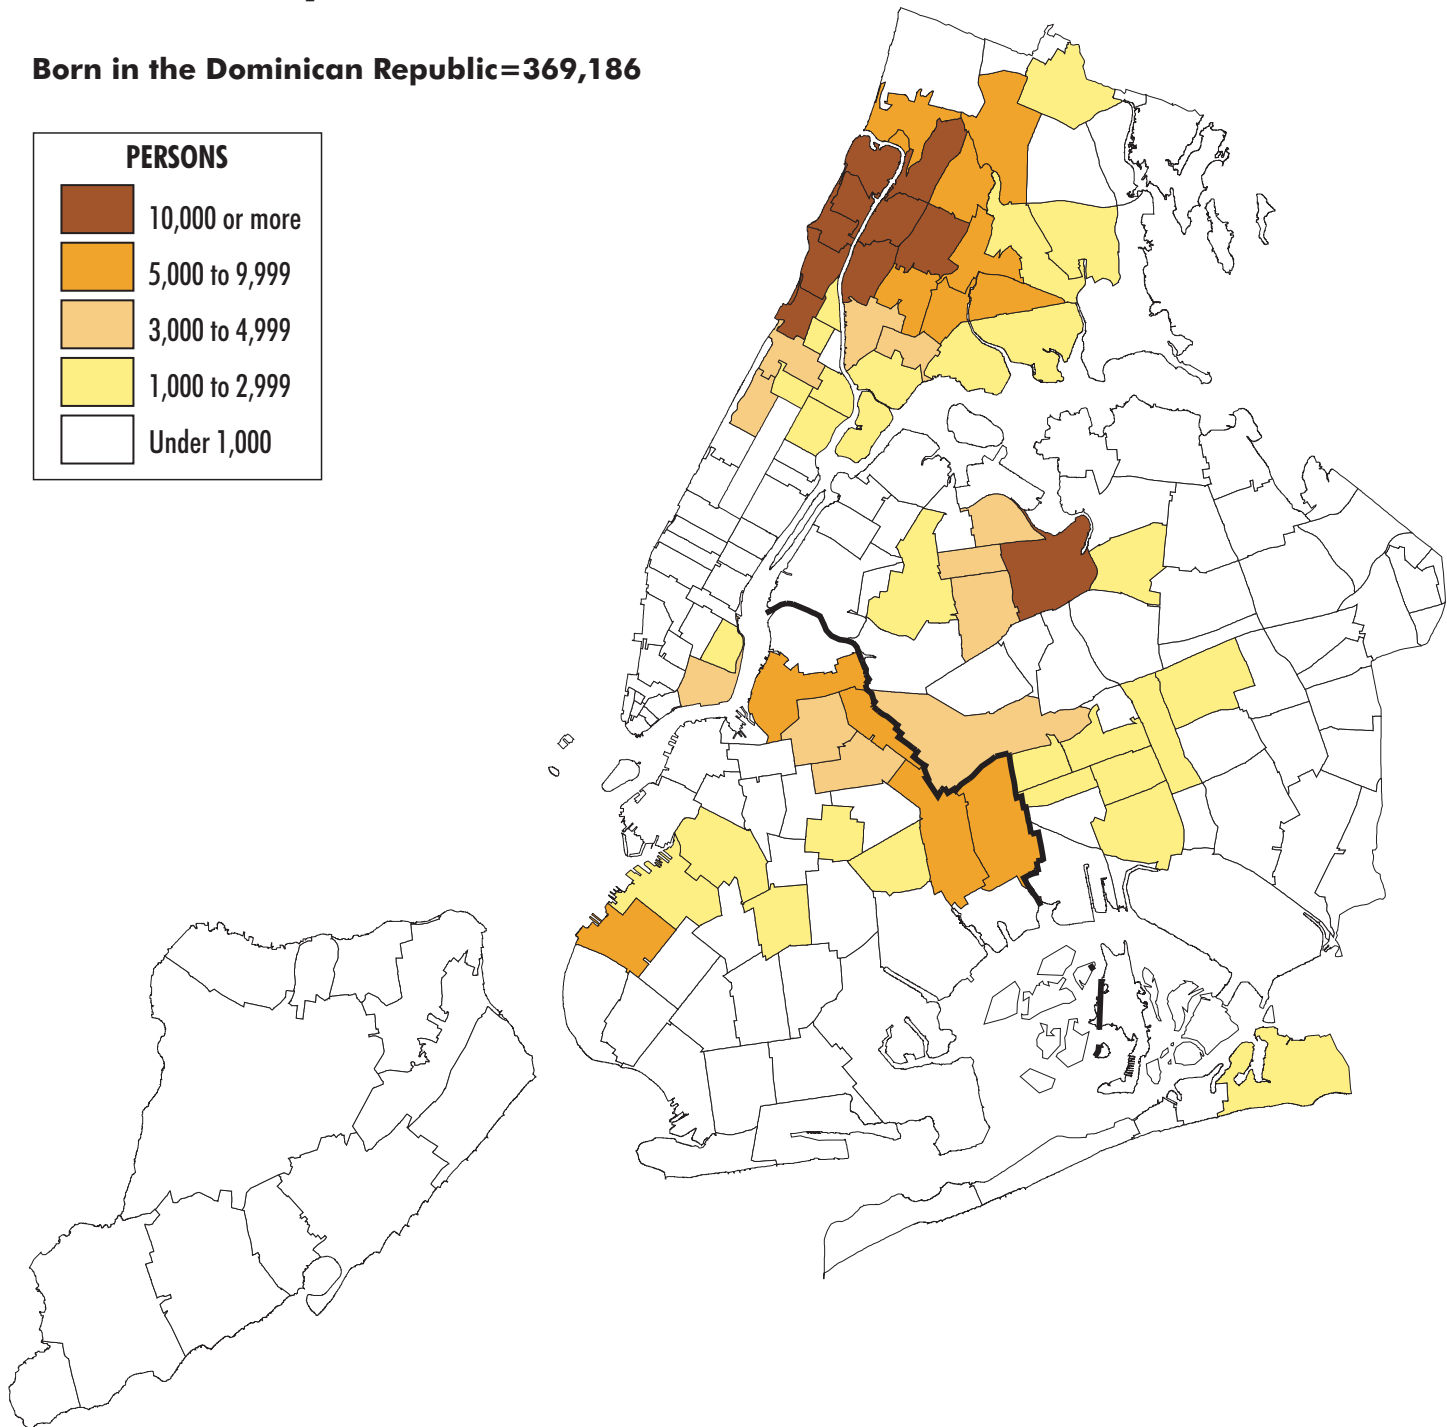 Born in the Dominican Republic=369,186
PERSONS
10,000 or more
5,000 to 9,999
3,000 to 4,999
1,000 to 2,999
Under 1,000